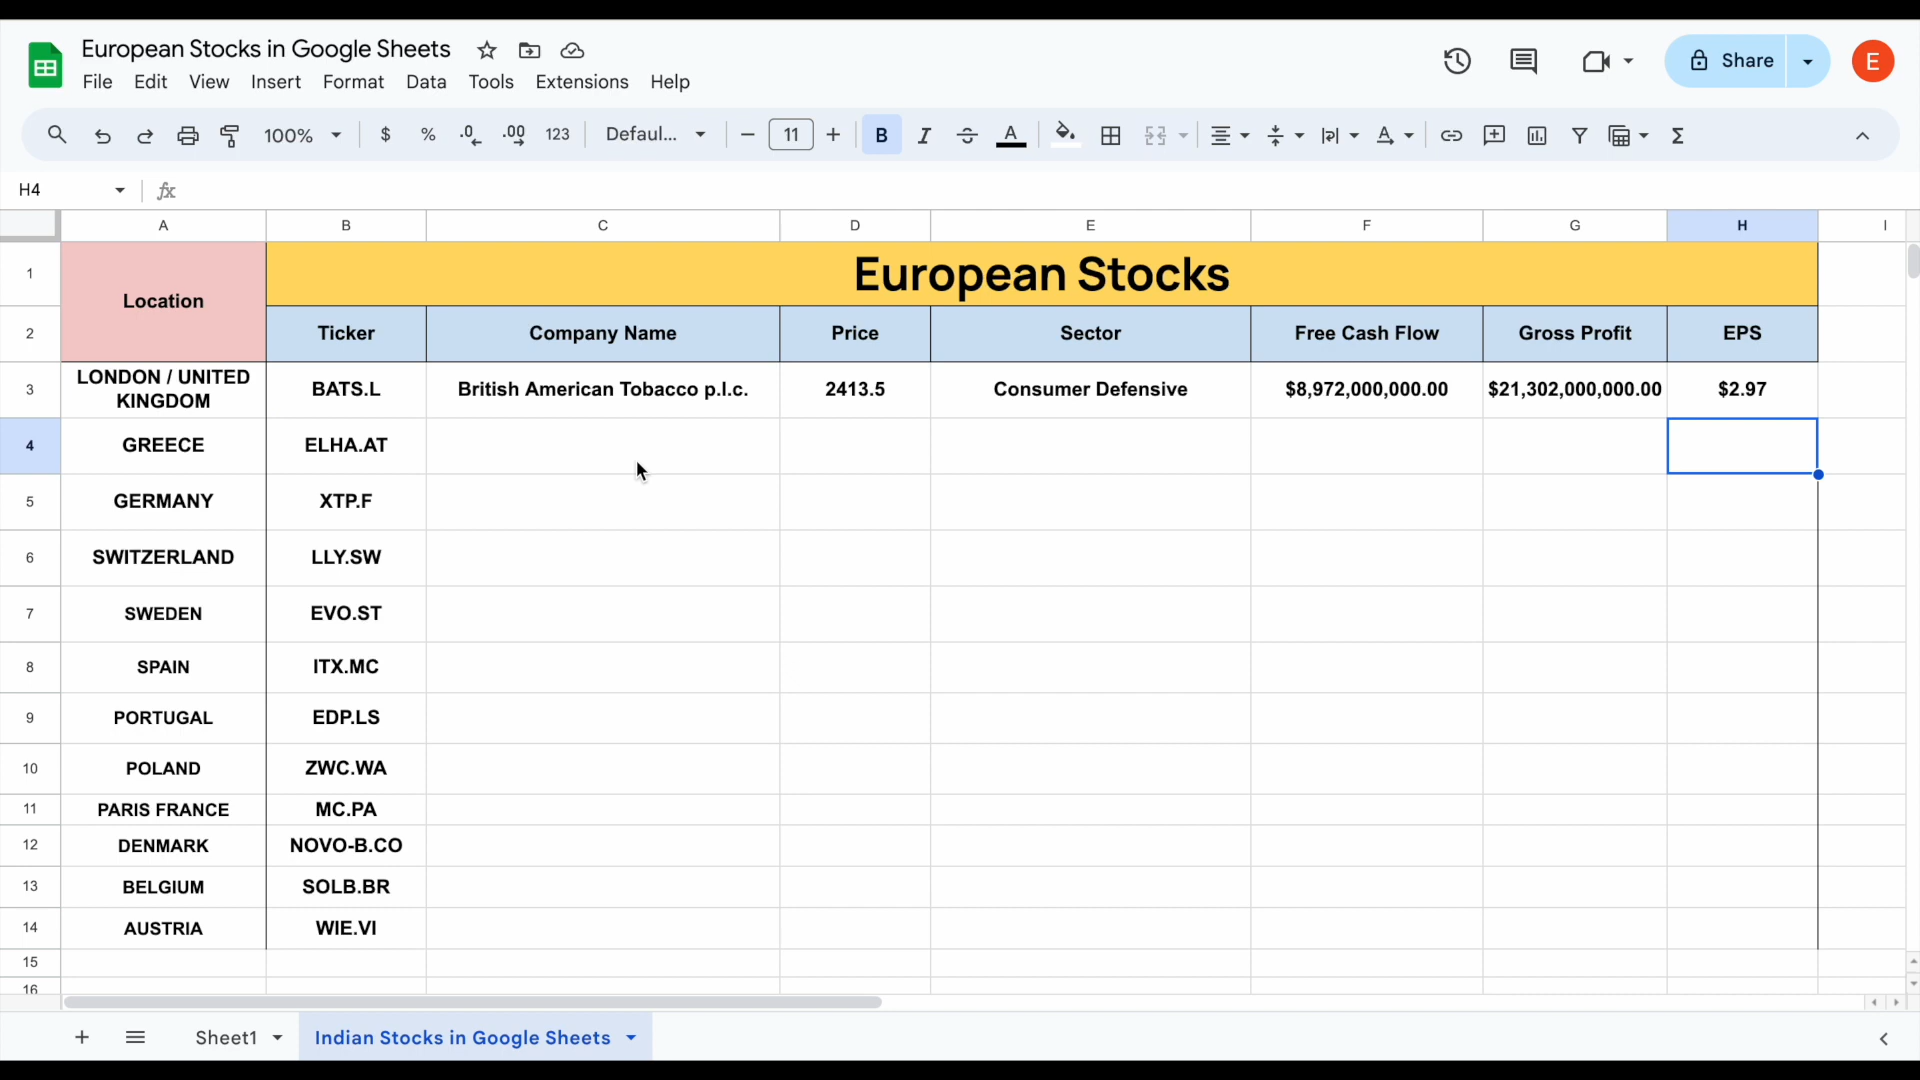 European Stocks in Google Sheets
File Edit View Insert Format Data Tools Extensions Help
Share
E
100% $ % .0 .00 123 Defaul... 11 B I A A Σ
H4 fx
A B C D E F G H I
1 Location European Stocks
2 Ticker Company Name Price Sector Free Cash Flow Gross Profit EPS
3 LONDON / UNITED
KINGDOM BATS.L British American Tobacco p.l.c. 2413.5 Consumer Defensive $8,972,000,000.00 $21,302,000,000.00 $2.97
4 GREECE ELHA.AT
5 GERMANY XTP.F
6 SWITZERLAND LLY.SW
7 SWEDEN EVO.ST
8 SPAIN ITX.MC
9 PORTUGAL EDP.LS
10 POLAND ZWC.WA
11 PARIS FRANCE MC.PA
12 DENMARK NOVO-B.CO
13 BELGIUM SOLB.BR
14 AUSTRIA WIE.VI
15
16
Sheet1 Indian Stocks in Google Sheets